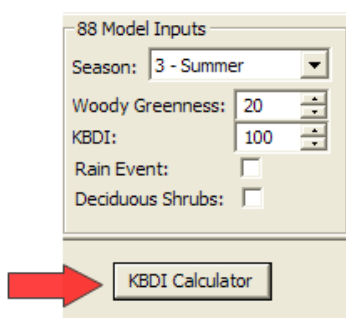 88 Model Inputs
Season: 3 - Summer
Woody Greenness: 20
KBDI: 100
Rain Event:
Deciduous Shrubs:
KBDI Calculator